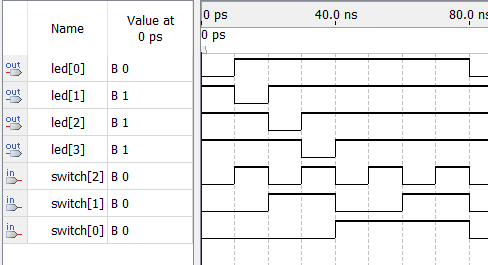 Name
Value at
0 ps
0 ps 40.0 ns 80.0 ns
0 ps
out led[0] B 0
out led[1] B 1
out led[2] B 1
out led[3] B 1
in switch[2] B 0
in switch[1] B 0
in switch[0] B 0